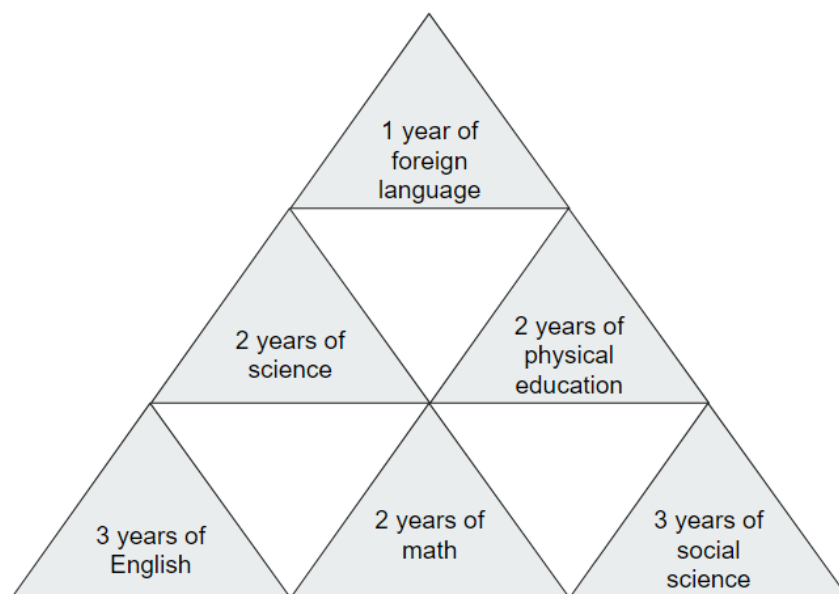 1 year of
foreign
language
2 years of
science
2 years of
physical
education
3 years of
English
2 years of
math
3 years of
social
science